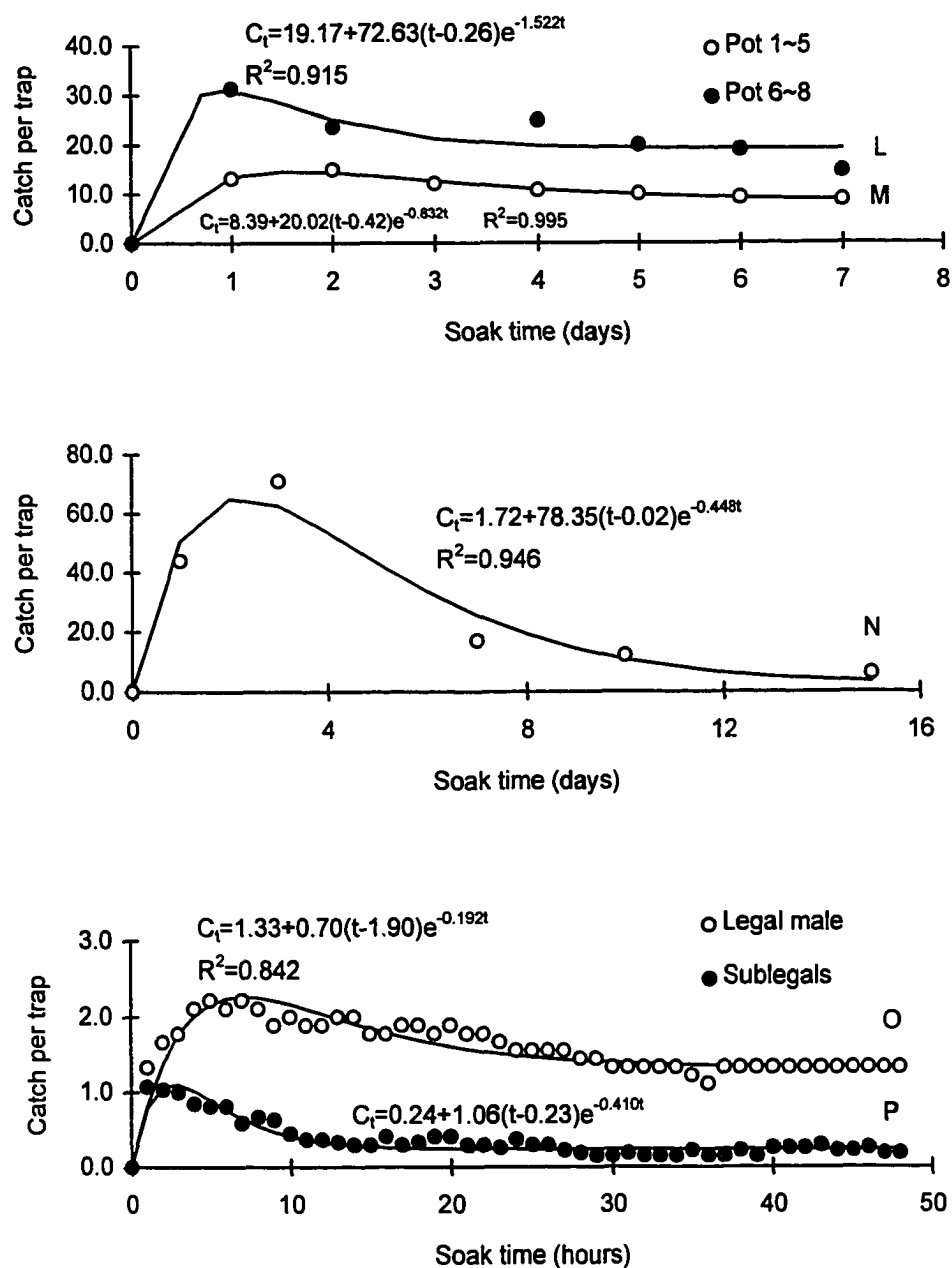 C_t=19.17+72.63(t-0.26)e^-1.522t
R^2=0.915
○ Pot 1~5
● Pot 6~8
Catch per trap
40.0
30.0
20.0
10.0
0.0
L
M
C_t=8.39+20.02(t-0.42)e^-0.832t R^2=0.995
0 1 2 3 4 5 6 7 8
Soak time (days)
Catch per trap
80.0
60.0
40.0
20.0
0.0
C_t=1.72+78.35(t-0.02)e^-0.448t
R^2=0.946
N
0 4 8 12 16
Soak time (days)
C_t=1.33+0.70(t-1.90)e^-0.192t
R^2=0.842
○ Legal male
● Sublegals
Catch per trap
3.0
2.0
1.0
0.0
O
P
C_t=0.24+1.06(t-0.23)e^-0.410t
0 10 20 30 40 50
Soak time (hours)